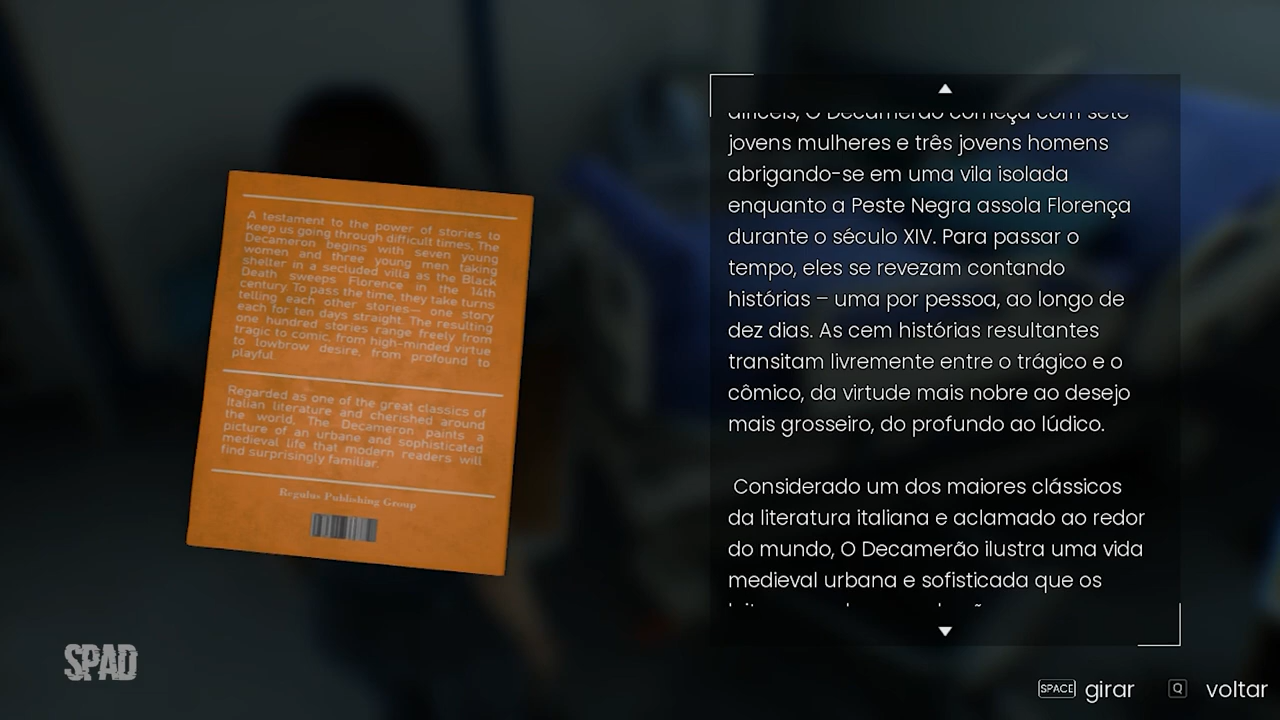 A testament to the power of stories to
keep us going through difficult times, The
Decameron begins with seven young
women and three young men taking
shelter in a secluded villa as the Black
Death sweeps Florence in the 14th
century. To pass the time, they take turns
telling each other stories— one story
each for ten days straight. The resulting
one hundred stories range freely from
tragic to comic, from high-minded virtue
to lowbrow desire, from profound to
playful.
Regarded as one of the great classics of
Italian literature and cherished around
the world, The Decameron paints a
picture of an urbane and sophisticated
medieval life that modern readers will
find surprisingly familiar.
Regulus Publishing Group
difíceis, O Decamerão começa com sete
jovens mulheres e três jovens homens
abrigando-se em uma vila isolada
enquanto a Peste Negra assola Florença
durante o século XIV. Para passar o
tempo, eles se revezam contando
histórias – uma por pessoa, ao longo de
dez dias. As cem histórias resultantes
transitam livremente entre o trágico e o
cômico, da virtude mais nobre ao desejo
mais grosseiro, do profundo ao lúdico.
Considerado um dos maiores clássicos
da literatura italiana e aclamado ao redor
do mundo, O Decamerão ilustra uma vida
medieval urbana e sofisticada que os
SPAD
SPACE girar Q voltar